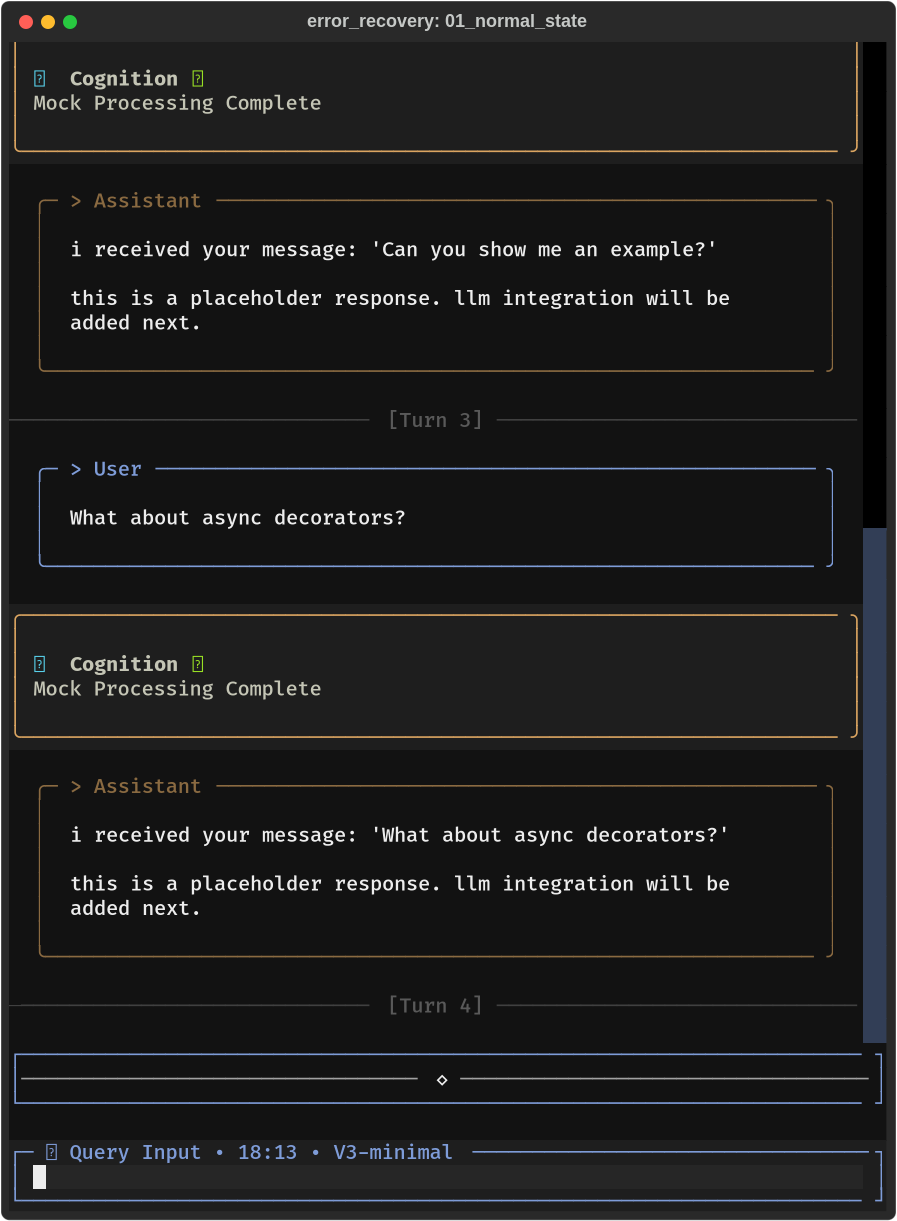 error_recovery: 01_normal_state
Cognition
Mock Processing Complete
> Assistant
i received your message: 'Can you show me an example?'
this is a placeholder response. llm integration will be
added next.
[Turn 3]
> User
What about async decorators?
Cognition
Mock Processing Complete
> Assistant
i received your message: 'What about async decorators?'
this is a placeholder response. llm integration will be
added next.
[Turn 4]
Query Input • 18:13 • V3-minimal